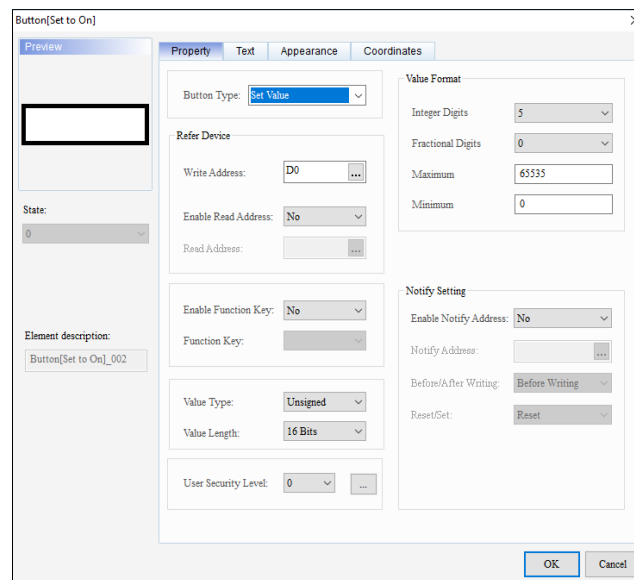 Button[Set to On]
Preview
State:
0
Element description:
Button[Set to On]_002
Property Text Appearance Coordinates
Button Type: Set Value
Refer Device
Write Address: D0 ...
Enable Read Address: No
Read Address: ...
Enable Function Key: No
Function Key:
Value Type: Unsigned
Value Length: 16 Bits
User Security Level: 0 ...
Value Format
Integer Digits 5
Fractional Digits 0
Maximum 65535
Minimum 0
Notify Setting
Enable Notify Address: No
Notify Address: ...
Before/After Writing: Before Writing
Reset/Set: Reset
OK Cancel